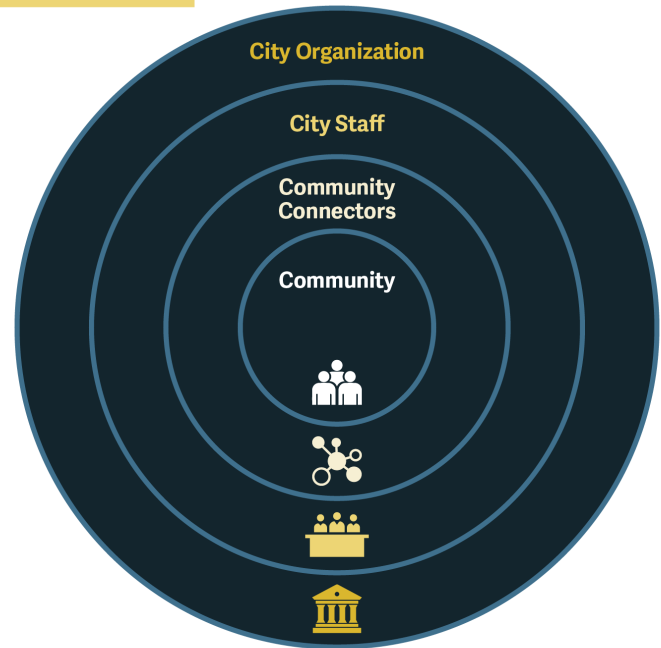 City Organization
City Staff
Community
Connectors
Community